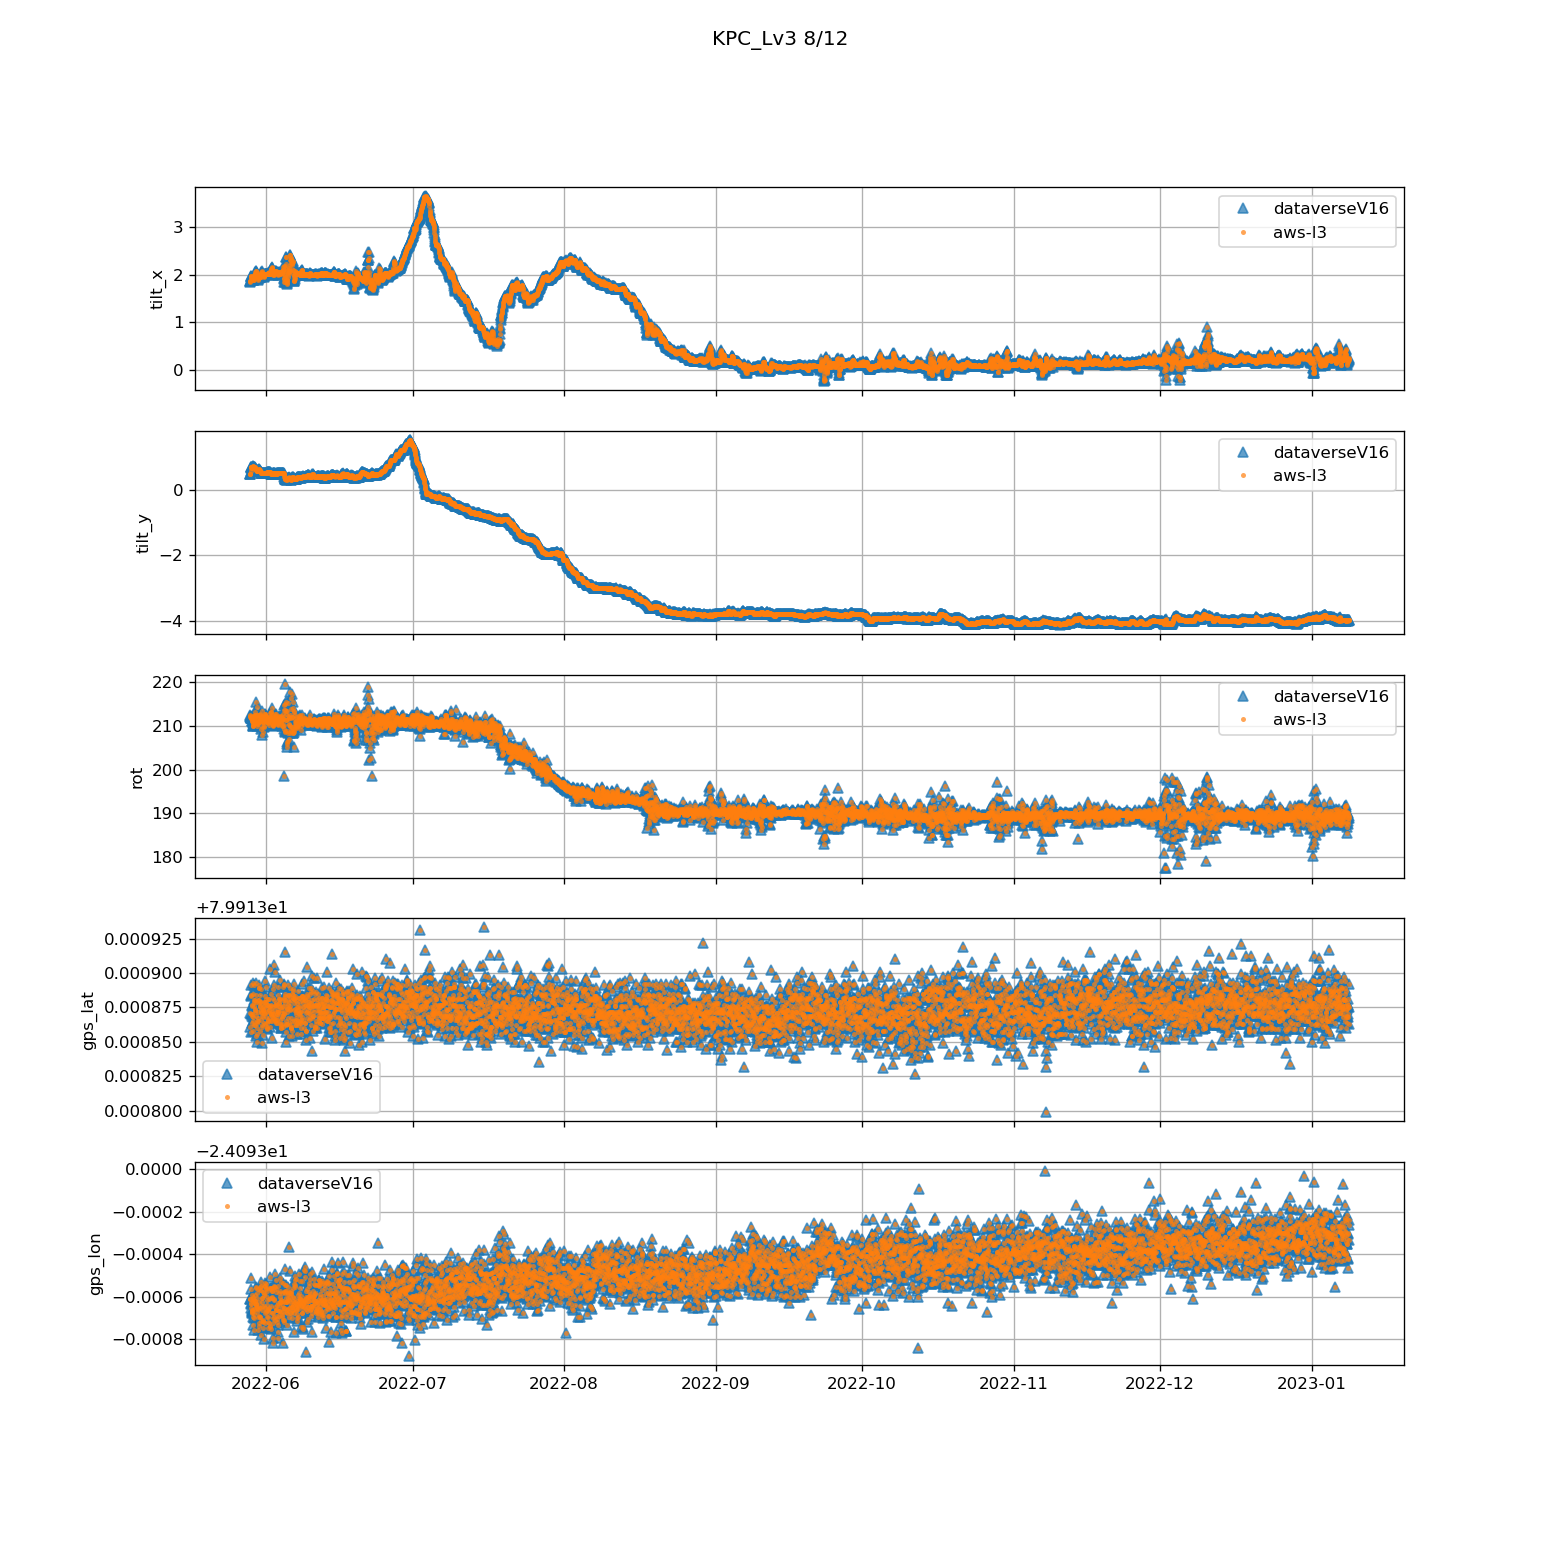 KPC_Lv3 8/12
3
2
1
0
tilt_x
dataverseV16
aws-l3
0
−2
−4
tilt_y
dataverseV16
aws-l3
220
210
200
190
180
rot
dataverseV16
aws-l3
+7.9913e1
0.000925
0.000900
0.000875
0.000850
0.000825
0.000800
gps_lat
dataverseV16
aws-l3
−2.4093e1
0.0000
−0.0002
−0.0004
−0.0006
−0.0008
gps_lon
dataverseV16
aws-l3
2022-06 2022-07 2022-08 2022-09 2022-10 2022-11 2022-12 2023-01